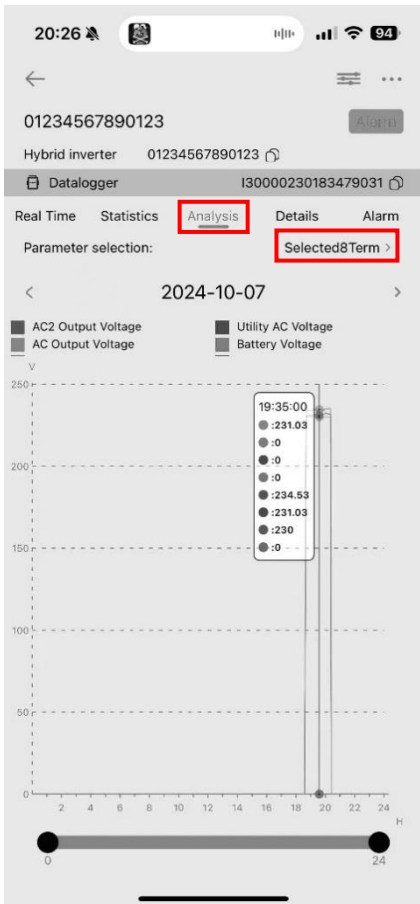 20:26 94
01234567890123 Alarm
Hybrid inverter 01234567890123
Datalogger I30000230183479031
Real Time Statistics Analysis Details Alarm
Parameter selection: Selected8Term >
< 2024-10-07 >
AC2 Output Voltage Utility AC Voltage
AC Output Voltage Battery Voltage
V
250
19:35:00
:231.03
:0
:0
200
:0
:234.53
:231.03
:230
150
:0
100
50
0
2 4 6 8 10 12 14 16 18 20 22 24
H
0 24